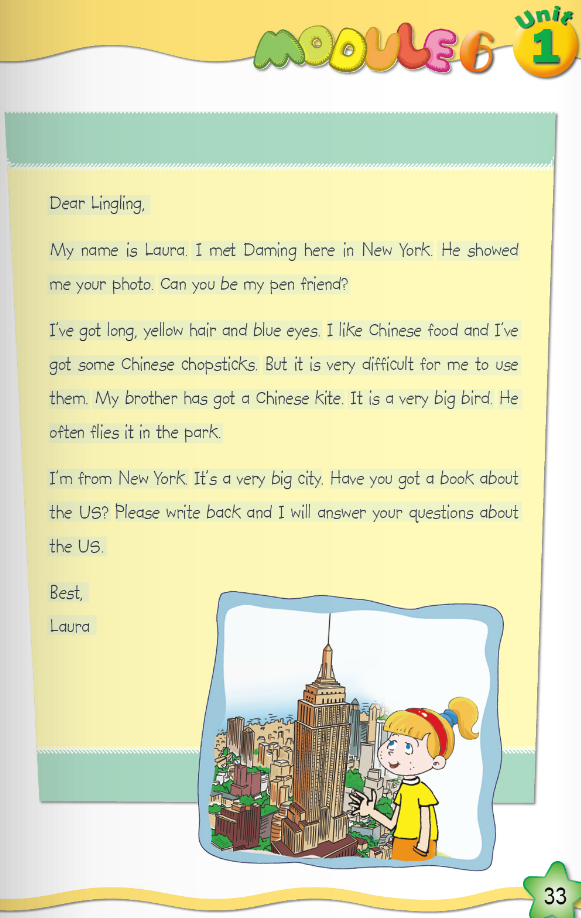 MODULE 6 Unit 1
Dear Lingling,
My name is Laura. I met Daming here in New York. He showed
me your photo. Can you be my pen friend?
I've got long, yellow hair and blue eyes. I like Chinese food and I've
got some Chinese chopsticks. But it is very difficult for me to use
them. My brother has got a Chinese kite. It is a very big bird. He
often flies it in the park.
I'm from New York. It's a very big city. Have you got a book about
the US? Please write back and I will answer your questions about
the US.
Best,
Laura
33